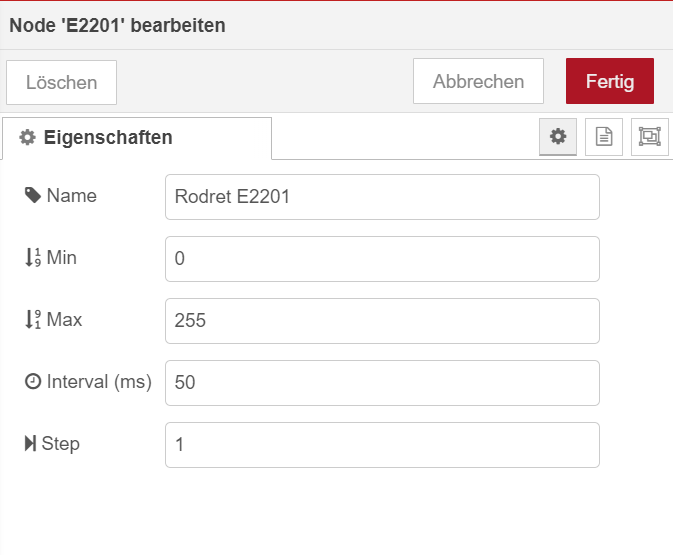 Node 'E2201' bearbeiten
Löschen Abbrechen Fertig
Eigenschaften
Name Rodret E2201
Min 0
Max 255
Interval (ms) 50
Step 1